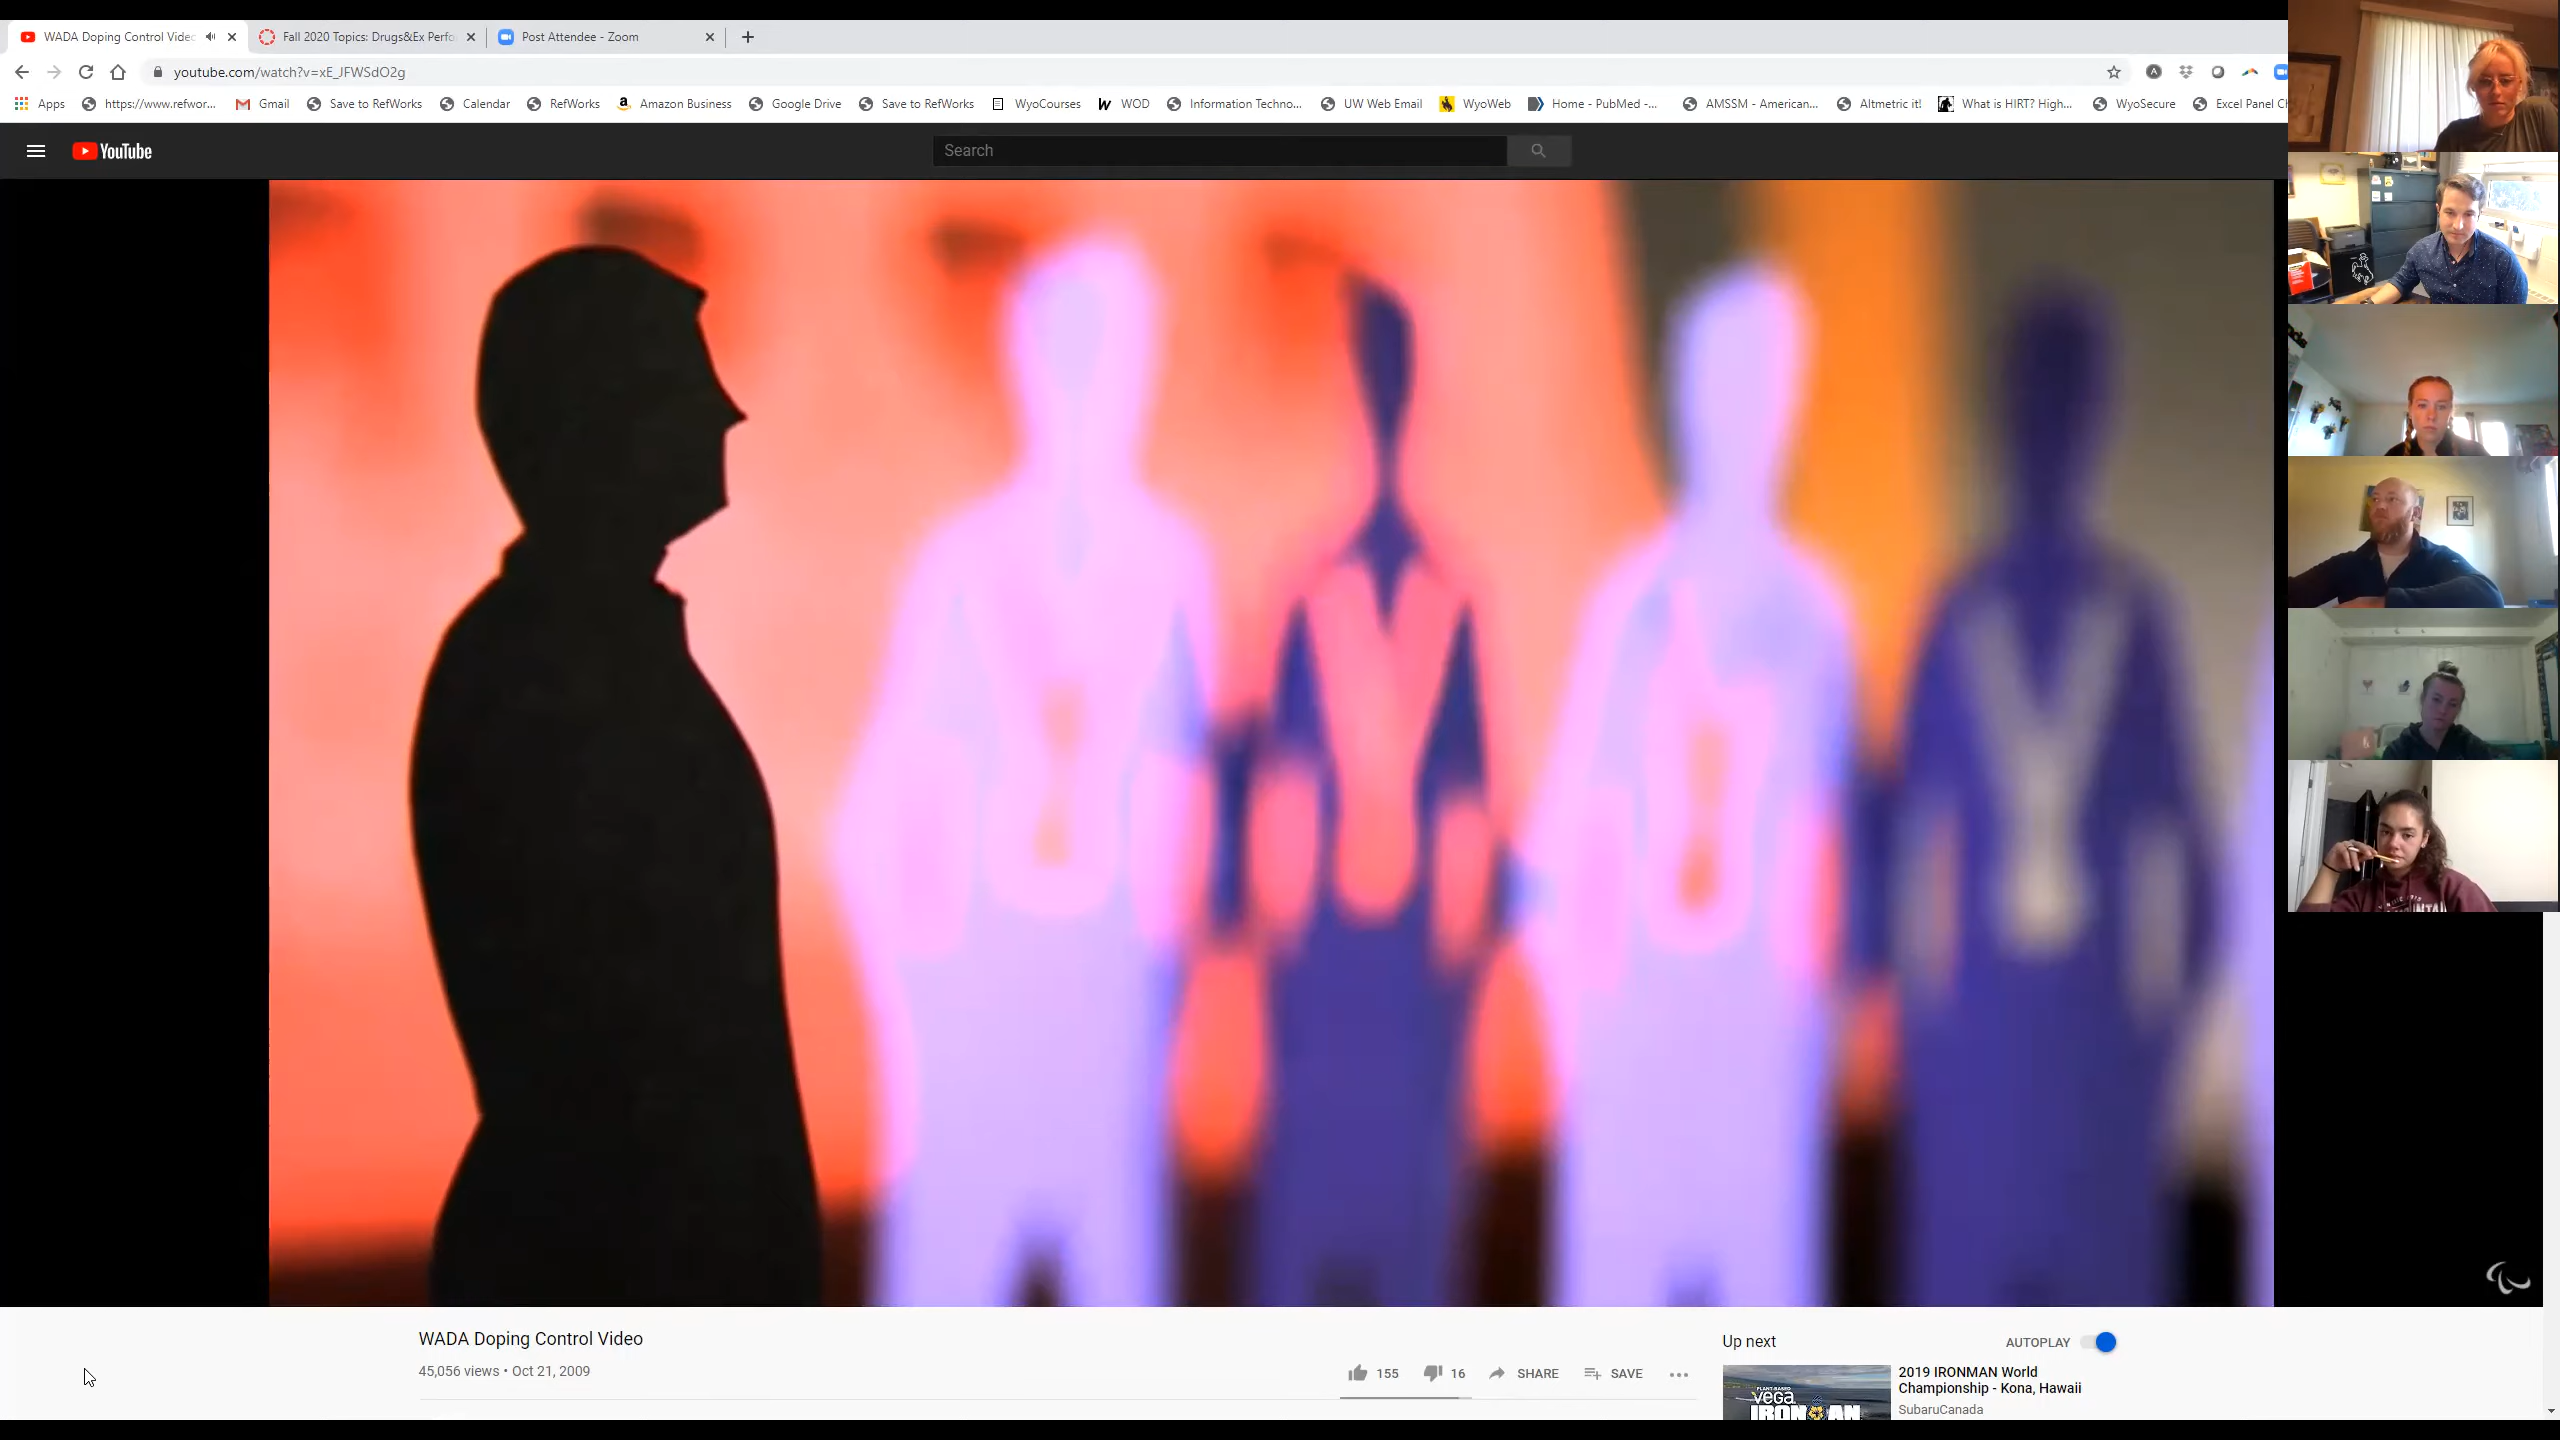 WADA Doping Control Video
Fall 2020 Topics: Drugs&Ex Perfo
Post Attendee - Zoom
youtube.com/watch?v=xE_JFWSdO2g
Apps https://www.refwor... Gmail Save to RefWorks Calendar RefWorks Amazon Business Google Drive Save to RefWorks WyoCourses WOD Information Techno... UW Web Email WyoWeb Home - PubMed -... AMSSM - American... Altmetric it! What is HIRT? High... WyoSecure Excel Panel Ch
YouTube
Search
WADA Doping Control Video
45,056 views • Oct 21, 2009
155 16 SHARE SAVE
Up next
AUTOPLAY
2019 IRONMAN World
Championship - Kona, Hawaii
SubaruCanada
vega
IRONMAN